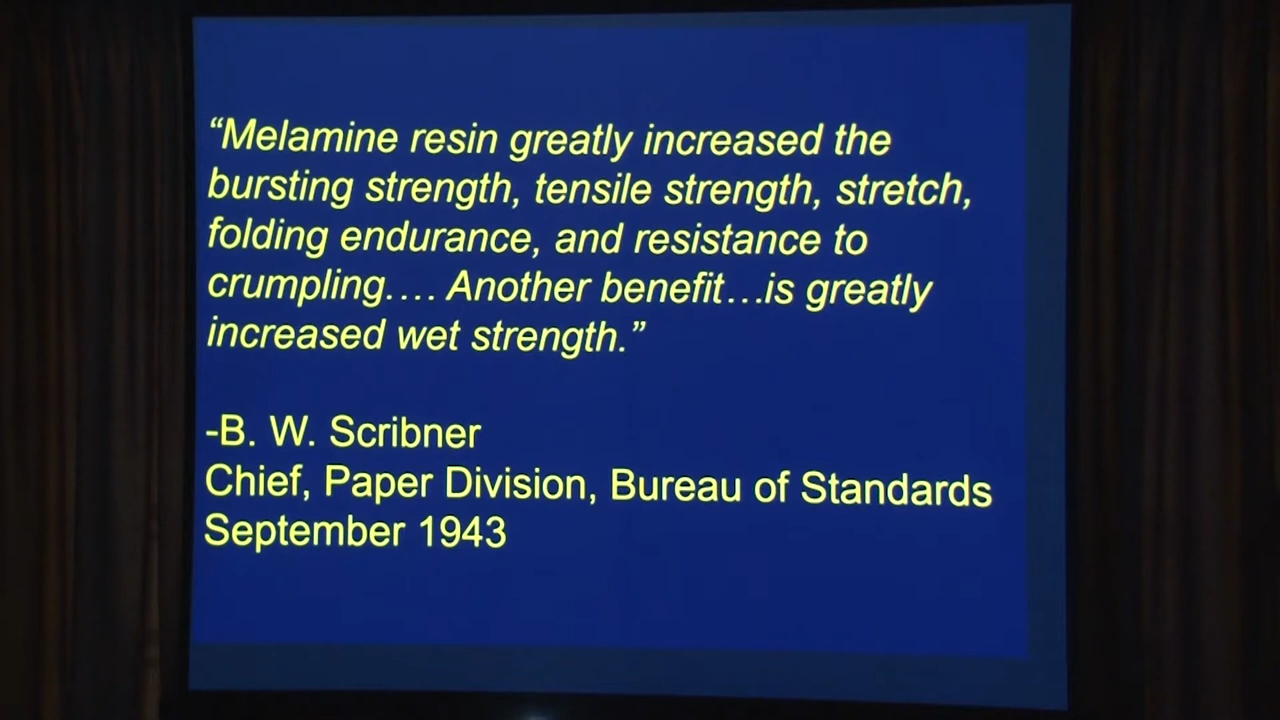 “Melamine resin greatly increased the
bursting strength, tensile strength, stretch,
folding endurance, and resistance to
crumpling.… Another benefit…is greatly
increased wet strength.”
-B. W. Scribner
Chief, Paper Division, Bureau of Standards
September 1943